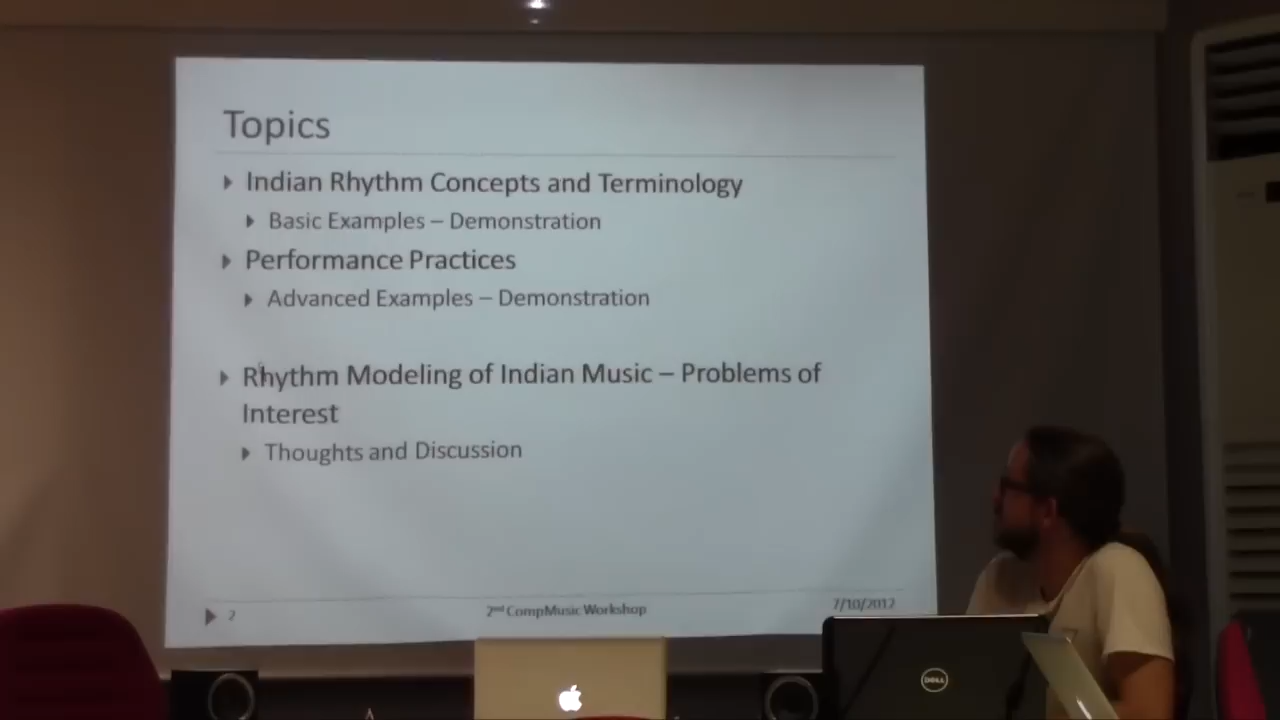 Topics
Indian Rhythm Concepts and Terminology
Basic Examples – Demonstration
Performance Practices
Advanced Examples – Demonstration
Rhythm Modeling of Indian Music – Problems of
Interest
Thoughts and Discussion
2 2nd CompMusic Workshop 7/10/2012
DELL